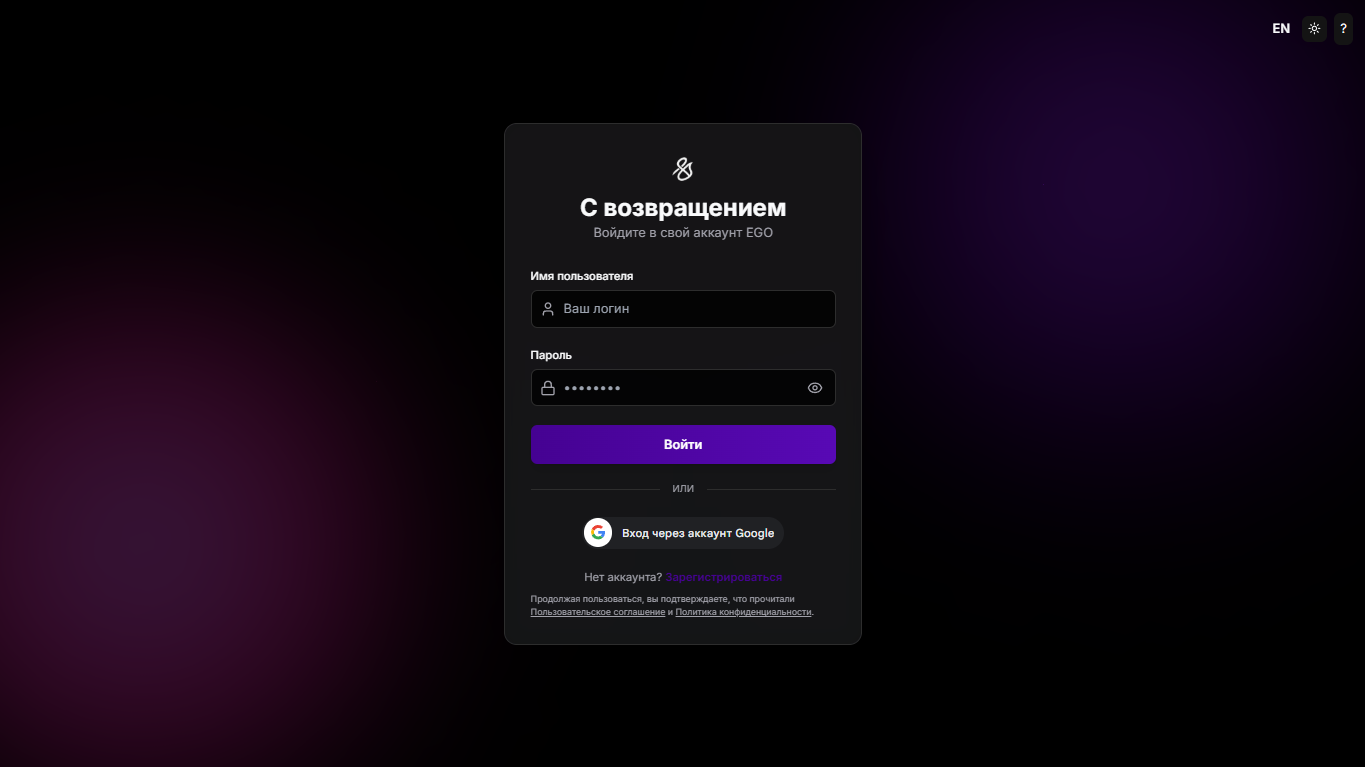 EN
?
С возвращением
Войдите в свой аккаунт EGO
Имя пользователя
Ваш логин
Пароль
••••••••
Войти
ИЛИ
Вход через аккаунт Google
Нет аккаунта? Зарегистрироваться
Продолжая пользоваться, вы подтверждаете, что прочитали
Пользовательское соглашение и Политика конфиденциальности.